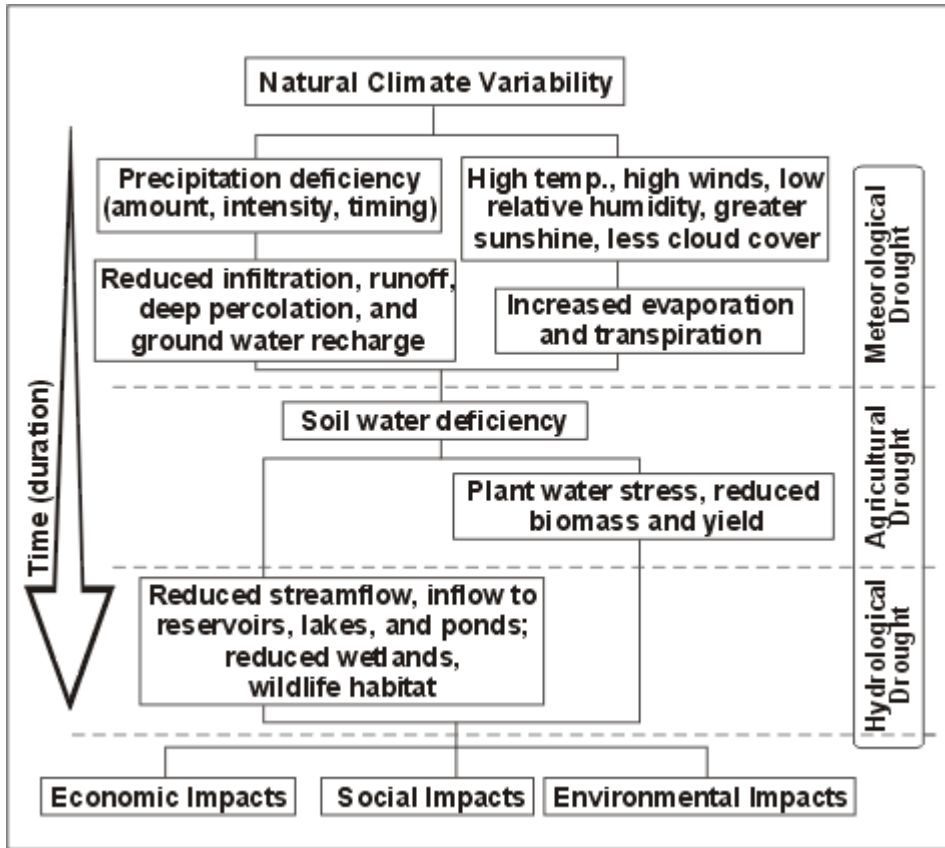 Natural Climate Variability
Precipitation deficiency
(amount, intensity, timing)
High temp., high winds, low
relative humidity, greater
sunshine, less cloud cover
Reduced infiltration, runoff,
deep percolation, and
ground water recharge
Increased evaporation
and transpiration
Meteorological
Drought
Time (duration)
Soil water deficiency
Plant water stress, reduced
biomass and yield
Agricultural
Drought
Reduced streamflow, inflow to
reservoirs, lakes, and ponds;
reduced wetlands,
wildlife habitat
Hydrological
Drought
Economic Impacts
Social Impacts
Environmental Impacts